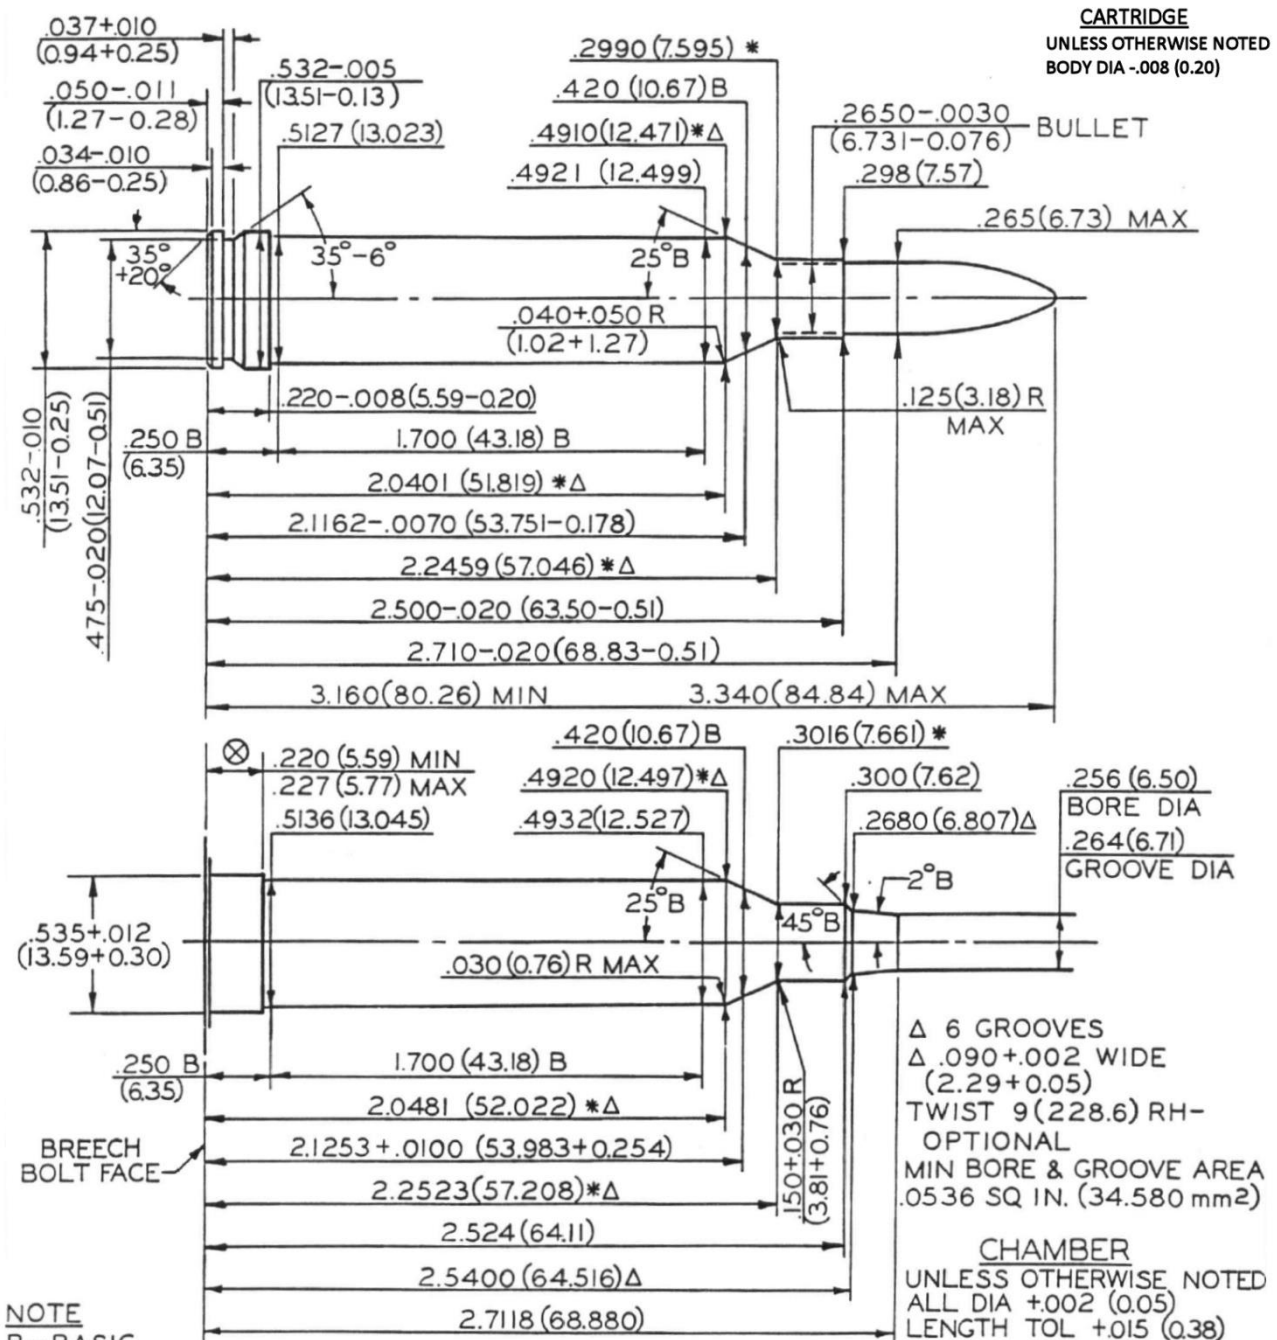 CARTRIDGE
UNLESS OTHERWISE NOTED
BODY DIA -.008 (0.20)
.037+.010
(0.94+0.25)
.050-.011
(1.27-0.28)
.034-.010
(0.86-0.25)
.532-.005
(13.51-0.13)
.5127 (13.023)
.2990 (7.595) *
.420 (10.67) B
.4910(12.471)*Δ
.4921 (12.499)
.2650-.0030
(6.731-0.076)
BULLET
.298(7.57)
.265(6.73) MAX
35°
+20°
35°-6°
25°B
.040+.050 R
(1.02+1.27)
.125(3.18) R
MAX
.532-.010
(13.51-0.25)
.475-.020(12.07-0.51)
.220-.008(5.59-0.20)
.250 B
(6.35)
1.700 (43.18) B
2.0401 (51.819) *Δ
2.1162-.0070 (53.751-0.178)
2.2459(57.046)*Δ
2.500-.020 (63.50-0.51)
2.710-.020(68.83-0.51)
3.160(80.26) MIN 3.340(84.84) MAX
⊗
.220 (5.59) MIN
.227 (5.77) MAX
.5136(13.045)
.420(10.67)B
.4920(12.497)*Δ
.4932(12.527)
.3016(7.661)*
.300(7.62)
.2680(6.807)Δ
.256 (6.50)
BORE DIA
.264(6.71)
GROOVE DIA
25°B
45°B
2°B
.535+.012
(13.59+0.30)
.030(0.76)R MAX
.150+.030 R
(3.81+0.76)
.250 B
(6.35)
1.700 (43.18) B
2.0481 (52.022) *Δ
2.1253+.0100 (53.983+0.254)
2.2523(57.208)*Δ
2.524(64.11)
2.5400(64.516)Δ
2.7118(68.880)
BREECH
BOLT FACE
Δ 6 GROOVES
Δ .090+.002 WIDE
(2.29+0.05)
TWIST 9(228.6) RH-
OPTIONAL
MIN BORE & GROOVE AREA
.0536 SQ IN. (34.580 mm2)
CHAMBER
UNLESS OTHERWISE NOTED
ALL DIA +.002 (0.05)
LENGTH TOL +.015 (0.38)
NOTE